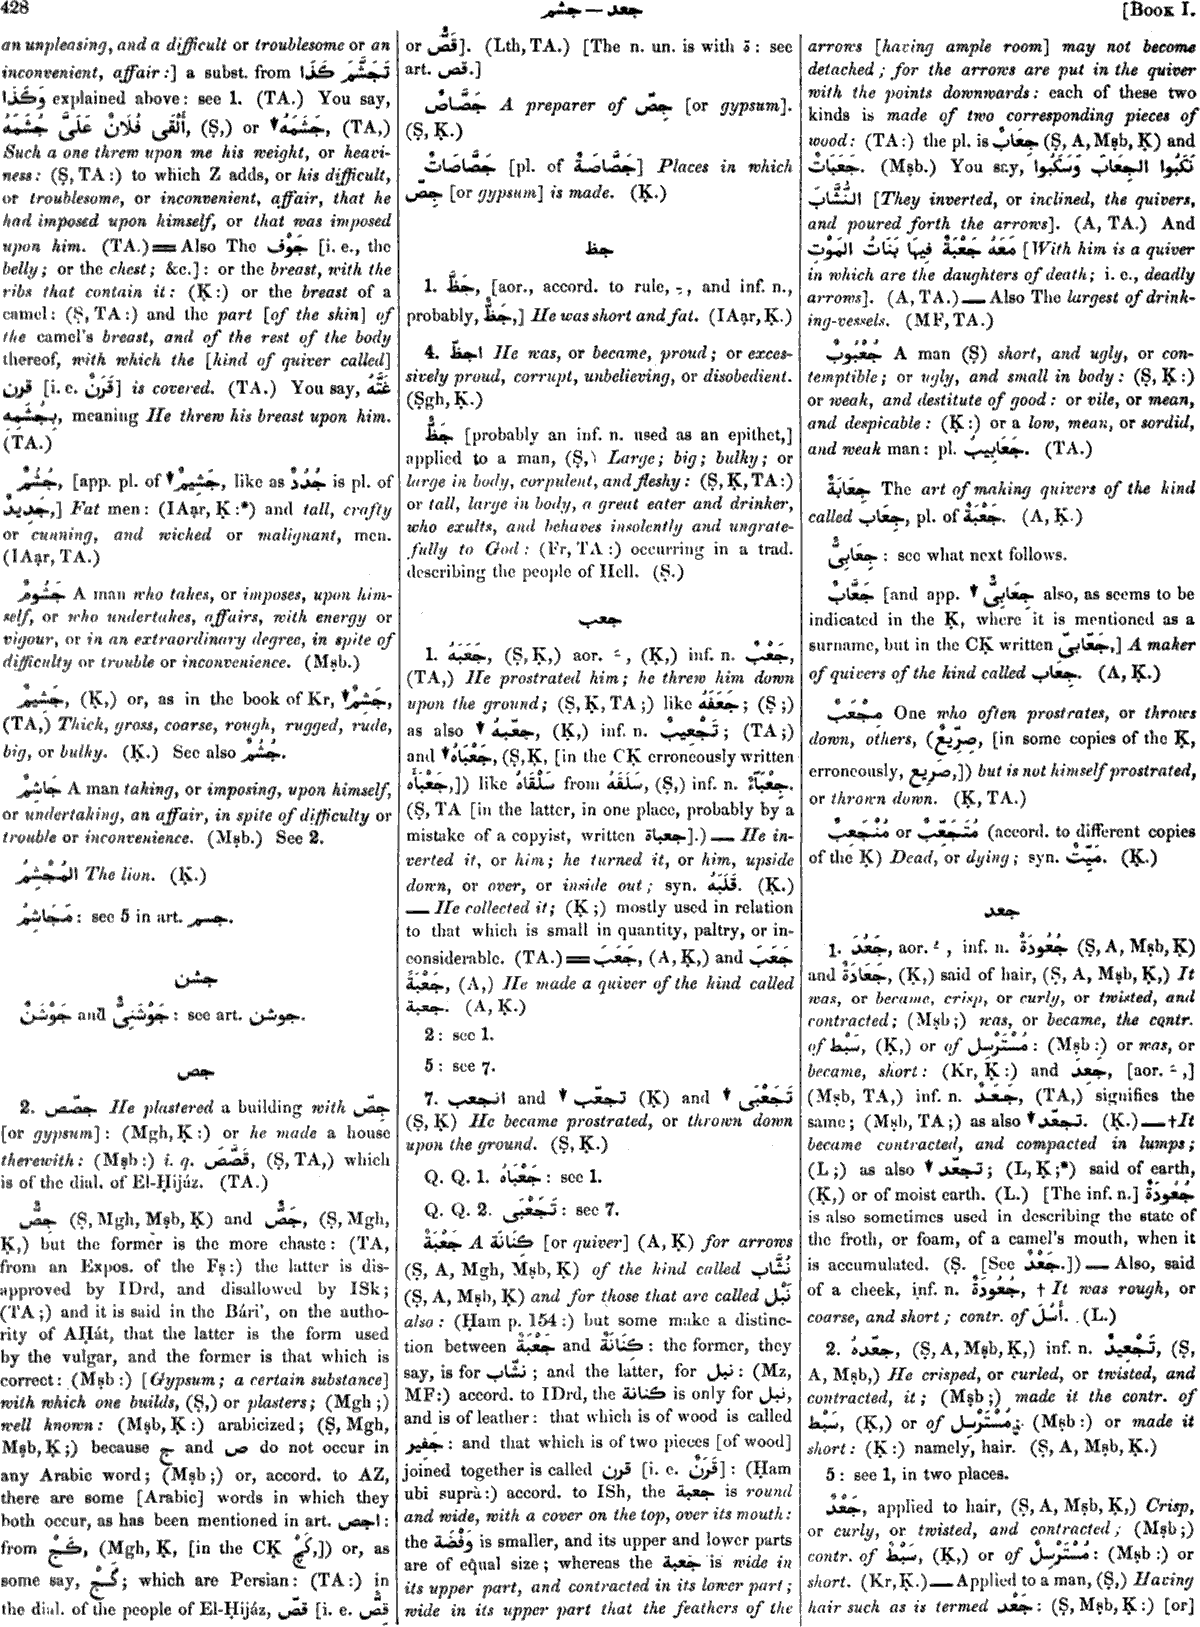 428
جشم — جعد
[BOOK I.
an unpleasing, and a difficult or troublesome or an
inconvenient, affair:] a subst. from تَجَشَّمَ كَذَا
وَكَذَا explained above: see 1. (TA.) You say,
أَلْقَى فُلَانٌ عَلَىَّ جُشَمَهُ, (Ṣ,) or ↓ جَشَمَهُ, (TA,)
Such a one threw upon me his weight, or heavi-
ness: (Ṣ, TA:) to which Z adds, or his difficult,
or troublesome, or inconvenient, affair, that he
had imposed upon himself, or that was imposed
upon him. (TA.) = Also The جَوْف [i. e., the
belly; or the chest; &c.]: or the breast, with the
ribs that contain it: (Ḳ:) or the breast of a
camel: (Ṣ, TA:) and the part [of the skin] of
the camel's breast, and of the rest of the body
thereof, with which the [kind of quiver called]
قرن [i. e. قَرَنٌ] is covered. (TA.) You say, غَتَّهُ
بِجُشَمِهِ, meaning He threw his breast upon him.
(TA.)
جُشُمٌ, [app. pl. of ↓ جَشِيمٌ, like as جُدُدٌ is pl. of
جَدِيدٌ,] Fat men: (IAạr, Ḳ:*) and tall, crafty
or cunning, and wicked or malignant, men.
(IAạr, TA.)
جَشُومٌ A man who takes, or imposes, upon him-
self, or who undertakes, affairs, with energy or
vigour, or in an extraordinary degree, in spite of
difficulty or trouble or inconvenience. (Mṣb.)
جَشِيمٌ, (Ḳ,) or, as in the book of Kr, ↓ جَشِمٌ,
(TA,) Thick, gross, coarse, rough, rugged, rude,
big, or bulky. (Ḳ.) See also جُشُمٌ.
جَاشِمٌ A man taking, or imposing, upon himself,
or undertaking, an affair, in spite of difficulty or
trouble or inconvenience. (Mṣb.) See 2.
المُجْشِمُ The lion. (Ḳ.)
مَجَاشِمُ: see 5 in art. جسم.
جشن
جَوْشَنٌ and جَوْشَنِىٌّ: see art. جوشن.
جص
2. جصّص He plastered a building with جِصّ
[or gypsum]: (Mgh, Ḳ:) or he made a house
therewith: (Mṣb:) i. q. قَصَّصَ, (Ṣ, TA,) which
is of the dial. of El-Ḥijáz. (TA.)
جِصٌّ (Ṣ, Mgh, Mṣb, Ḳ) and جَصٌّ, (Ṣ, Mgh,
Ḳ,) but the former is the more chaste: (TA,
from an Expos. of the Fṣ:) the latter is dis-
approved by IDrd, and disallowed by ISk;
(TA;) and it is said in the Bári', on the autho-
rity of AḤát, that the latter is the form used
by the vulgar, and the former is that which is
correct: (Mṣb:) [Gypsum; a certain substance]
with which one builds, (Ṣ,) or plasters; (Mgh;)
well known: (Mṣb, Ḳ:) arabicized; (Ṣ, Mgh,
Mṣb, Ḳ;) because ج and ص do not occur in
any Arabic word; (Mṣb;) or, accord. to AZ,
there are some [Arabic] words in which they
both occur, as has been mentioned in art. اجص:
from كَچْ, (Mgh, Ḳ, [in the CḲ كَچْ,]) or, as
some say, گَچْ; which are Persian: (TA:) in
the dial. of the people of El-Ḥijáz, قصّ [i. e. قِصٌّ
or قَصٌّ]. (Lth, TA.) [The n. un. is with ة: see
art. قص.]
جَصَّاصٌ A preparer of جِصّ [or gypsum].
(Ṣ, Ḳ.)
جَصَّاصَاتٌ [pl. of جَصَّاصَةٌ] Places in which
جِصّ [or gypsum] is made. (Ḳ.)
جظ
1. جَظَّ, [aor., accord. to rule, ـِ, and inf. n.,
probably, جَظٌّ,] He was short and fat. (IAạr, Ḳ.)
4. اجظّ He was, or became, proud; or exces-
sively proud, corrupt, unbelieving, or disobedient.
(Ṣgh, Ḳ.)
جَظٌّ [probably an inf. n. used as an epithet,]
applied to a man, (Ṣ,) Large; big; bulky; or
large in body, corpulent, and fleshy: (Ṣ, Ḳ, TA:)
or tall, large in body, a great eater and drinker,
who exults, and behaves insolently and ungrate-
fully to God: (Fr, TA:) occurring in a trad.
describing the people of Hell. (Ṣ.)
جعب
1. جَعَبَهُ, (Ṣ, Ḳ,) aor. ـَ, (Ḳ,) inf. n. جَعْبٌ,
(TA,) He prostrated him; he threw him down
upon the ground; (Ṣ, Ḳ, TA;) like جَعَفَهُ; (Ṣ;)
as also ↓ جعّبهُ, (Ḳ,) inf. n. تَجْعِيبٌ; (TA;)
and ↓ جَعْبَاهُ, (Ṣ, Ḳ, [in the CḲ erroneously written
جَعْبَأَه,]) like سَلْقَاهُ from سَلَقَهُ, (Ṣ,) inf. n. جِعْبَآءٌ.
(Ṣ, TA [in the latter, in one place, probably by a
mistake of a copyist, written جعباة].) — He in-
verted it, or him; he turned it, or him, upside
down, or over, or inside out; syn. قَلَبَهُ. (Ḳ.)
— He collected it; (Ḳ;) mostly used in relation
to that which is small in quantity, paltry, or in-
considerable. (TA.) = جَعَبَ, (A, Ḳ,) and جَعَبَ
جَعْبَةً, (A,) He made a quiver of the kind called
جعبة. (A, Ḳ.)
2: see 1.
5: see 7.
7. انجعب and ↓ تجعّب (Ḳ) and ↓ تَجَعْبَى
(Ṣ, Ḳ) He became prostrated, or thrown down
upon the ground. (Ṣ, Ḳ.)
Q. Q. 1. جَعْبَاهُ: see 1.
Q. Q. 2. تَجَعْبَى: see 7.
جَعْبَةٌ A كِنَانَة [or quiver] (A, Ḳ) for arrows
(Ṣ, A, Mgh, Mṣb, Ḳ) of the kind called نُشَّاب
(Ṣ, A, Mṣb, Ḳ) and for those that are called نَبْل
also: (Ḥam p. 154:) but some make a distinc-
tion between جَعْبَةٌ and كِنَانَةٌ: the former, they
say, is for نشّاب; and the latter, for نبل: (Mz,
MF:) accord. to IDrd, the كنانة is only for نبل,
and is of leather: that which is of wood is called
جَفِير: and that which is of two pieces [of wood]
joined together is called قرن [i. e. قَرَنٌ]: (Ḥam
ubi suprà:) accord. to ISh, the جعبة is round
and wide, with a cover on the top, over its mouth:
the وَفْضَة is smaller, and its upper and lower parts
are of equal size; whereas the جعبة is wide in
its upper part, and contracted in its lower part;
wide in its upper part that the feathers of the
arrows [having ample room] may not become
detached; for the arrows are put in the quiver
with the points downwards: each of these two
kinds is made of two corresponding pieces of
wood: (TA:) the pl. is جِعَابٌ (Ṣ, A, Mṣb, Ḳ) and
جَعَبَاتٌ. (Mṣb.) You say, نَكَبُوا الجِعَابَ وَسَكَبُوا
النُّشَّابَ [They inverted, or inclined, the quivers,
and poured forth the arrows]. (A, TA.) And
مَعَهُ جَعْبَةٌ فِيهَا بَنَاتُ المَوْتِ [With him is a quiver
in which are the daughters of death; i. e., deadly
arrows]. (A, TA.) — Also The largest of drink-
ing-vessels. (MF, TA.)
جُعْبُوبٌ A man (Ṣ) short, and ugly, or con-
temptible; or ugly, and small in body: (Ṣ, Ḳ:)
or weak, and destitute of good: or vile, or mean,
and despicable: (Ḳ:) or a low, mean, or sordid,
and weak man: pl. جَعَابِيبُ. (TA.)
جِعَابَةٌ The art of making quivers of the kind
called جِعَاب, pl. of جَعْبَةٌ. (A, Ḳ.)
جِعَابِىٌّ: see what next follows.
جَعَّابٌ [and app. ↓ جِعَابِىٌّ also, as seems to be
indicated in the Ḳ, where it is mentioned as a
surname, but in the CḲ written جَعّابىّ,] A maker
of quivers of the kind called جِعَاب. (A, Ḳ.)
مِجْعَبٌ One who often prostrates, or throws
down, others, (صِرِّيعٌ, [in some copies of the Ḳ,
erroneously, صَرِيع,]) but is not himself prostrated,
or thrown down. (Ḳ, TA.)
مُنْجَعِبٌ or مُتَجَعِّبٌ (accord. to different copies
of the Ḳ) Dead, or dying; syn. مَيِّتٌ. (Ḳ.)
جعد
1. جَعُدَ, aor. ـُ, inf. n. جُعُودَةٌ (Ṣ, A, Mṣb, Ḳ)
and جَعَادَةٌ, (Ḳ,) said of hair, (Ṣ, A, Mṣb, Ḳ,) It
was, or became, crisp, or curly, or twisted, and
contracted; (Mṣb;) was, or became, the contr.
of سَبْط, (Ḳ,) or of مُسْتَرْسِل: (Mṣb:) or was, or
became, short: (Kr, Ḳ:) and جَعِدَ, [aor. ـَ,]
(Mṣb, TA,) inf. n. جَعَدٌ, (TA,) signifies the
same; (Mṣb, TA;) as also ↓ تجعّد. (Ḳ.) — †It
became contracted, and compacted in lumps;
(L;) as also ↓ تجعّد; (L, Ḳ;*) said of earth,
(Ḳ,) or of moist earth. (L.) [The inf. n.] جُعُودَةٌ
is also sometimes used in describing the state of
the froth, or foam, of a camel's mouth, when it
is accumulated. (Ṣ. [See جَعْدٌ.]) — Also, said
of a cheek, inf. n. جُعُودَةٌ, † It was rough, or
coarse, and short; contr. of أَسُلَ. (L.)
2. جعّدهُ, (Ṣ, A, Mṣb, Ḳ,) inf. n. تَجْعِيدٌ, (Ṣ,
A, Mṣb,) He crisped, or curled, or twisted, and
contracted, it; (Mṣb;) made it the contr. of
سَبْط, (Ḳ,) or of مُسْتَرْسِل; (Mṣb:) or made it
short: (Ḳ:) namely, hair. (Ṣ, A, Mṣb, Ḳ.)
5: see 1, in two places.
جَعْدٌ, applied to hair, (Ṣ, A, Mṣb, Ḳ,) Crisp,
or curly, or twisted, and contracted; (Mṣb;)
contr. of سَبْطٌ, (Ḳ,) or of مُسْتَرْسِلٌ: (Mṣb:) or
short. (Kr, Ḳ.) — Applied to a man, (Ṣ,) Having
hair such as is termed جَعْد: (Ṣ, Mṣb, Ḳ:) [or]